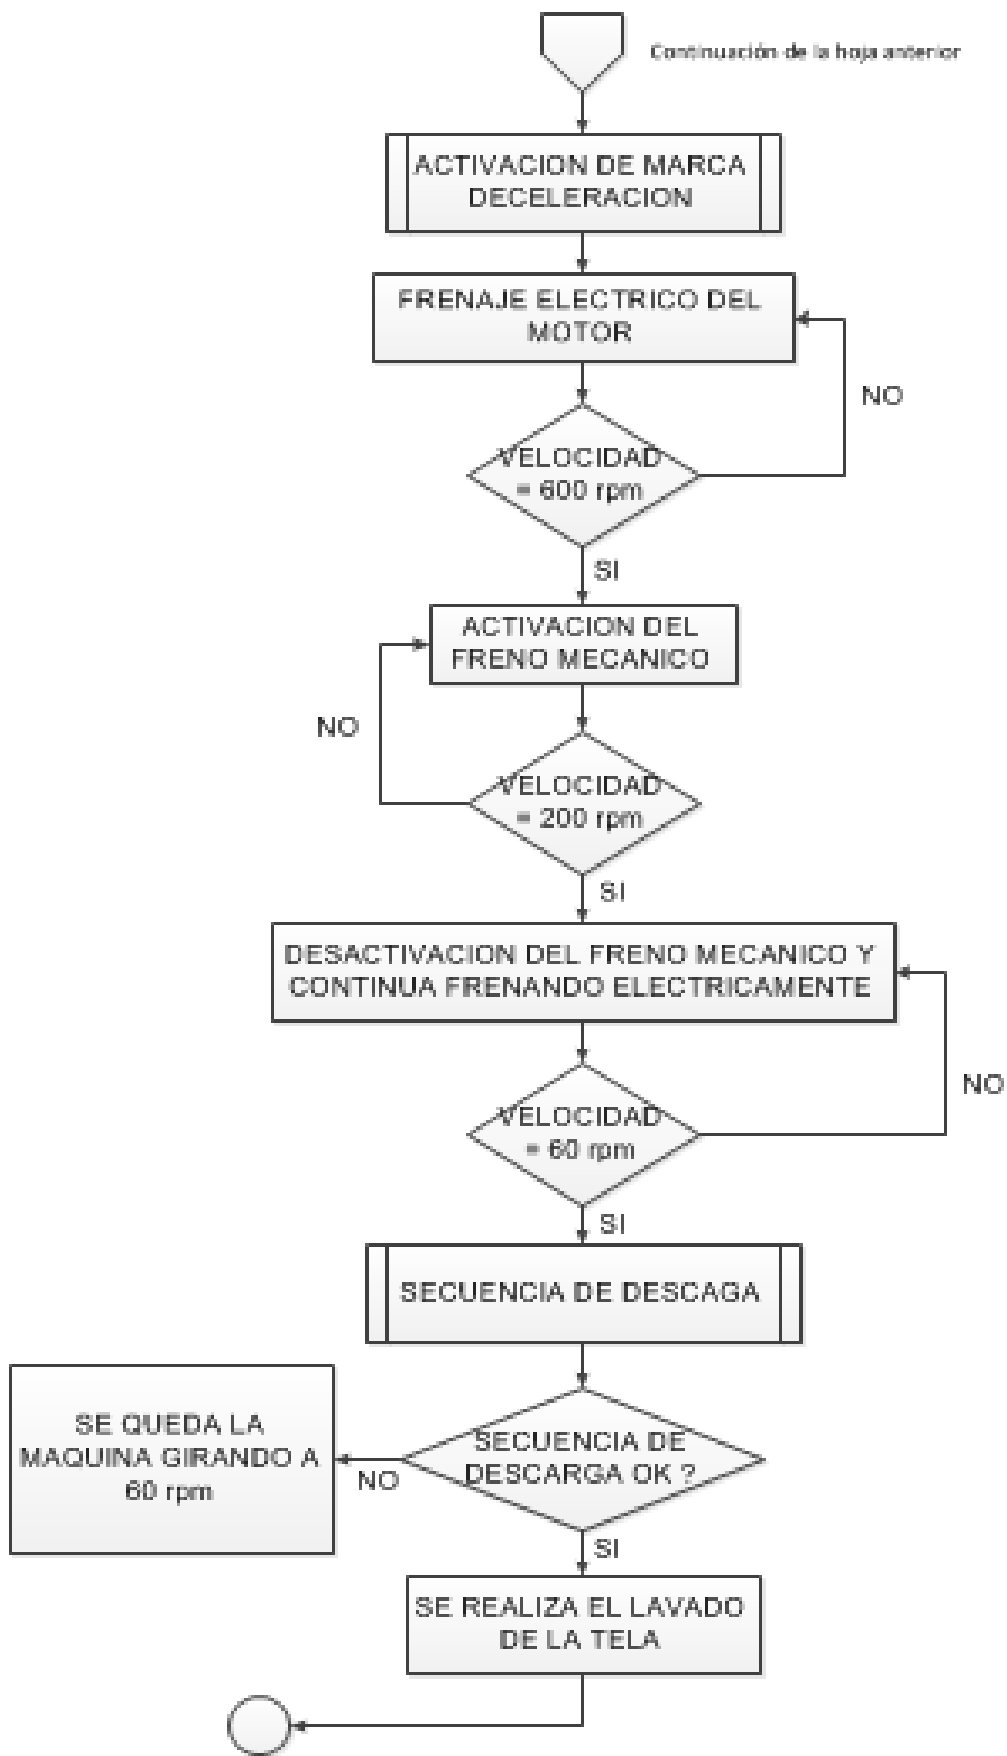 Continuación de la hoja anterior
ACTIVACION DE MARCA
DECELERACION
FRENAJE ELECTRICO DEL
MOTOR
NO
VELOCIDAD
= 600 rpm
SI
ACTIVACION DEL
FRENO MECANICO
NO
VELOCIDAD
= 200 rpm
SI
DESACTIVACION DEL FRENO MECANICO Y
CONTINUA FRENANDO ELECTRICAMENTE
NO
VELOCIDAD
= 60 rpm
SI
SECUENCIA DE DESCAGA
SE QUEDA LA
MAQUINA GIRANDO A
60 rpm
NO
SECUENCIA DE
DESCARGA OK ?
SI
SE REALIZA EL LAVADO
DE LA TELA